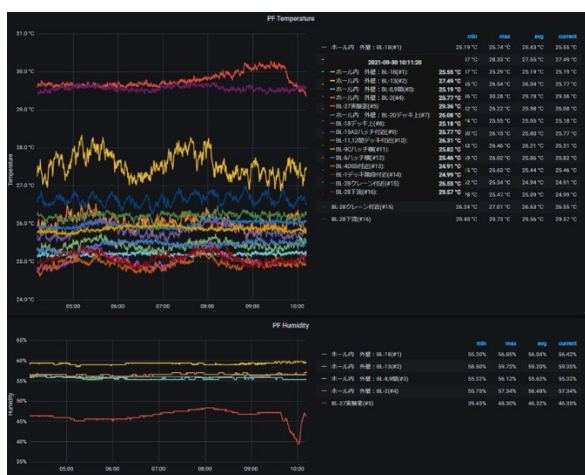 PF Temperature
min max avg current
31.0 °C
30.0 °C
29.0 °C
28.0 °C
27.0 °C
26.0 °C
25.0 °C
24.0 °C
Temperature
05:00 06:00 07:00 08:00 09:00 10:00
ホール内 外壁：BL-18(#1) 25.19 °C 25.74 °C 25.43 °C 25.55 °C
2021-09-30 10:11:20
ホール内 外壁：BL-18(#1): 25.55 °C
ホール内 外壁：BL-13(#2): 27.49 °C
ホール内 外壁：BL-8,9間(#3): 25.19 °C
ホール内 外壁：BL-2(#4): 25.77 °C
BL-27実験室(#5): 29.36 °C
ホール内 外壁：BL-20デッキ上(#7): 26.08 °C
BL-18デッキ上(#8): 25.18 °C
BL-15A2ハッチ付近(#9): 25.77 °C
BL-11,12間デッキ付近(#10): 26.31 °C
BL-9Cハッチ横(#11): 25.82 °C
BL-6ハッチ横(#12): 25.46 °C
24.91 °C
BL-1デッキ階段付近(#14): 24.99 °C
BL-28クレーン付近(#15): 26.55 °C
BL-28下流(#16): 29.57 °C
BL-28クレーン付近(#15) 26.24 °C 27.01 °C 26.63 °C 26.55 °C
BL-28下流(#16) 29.40 °C 29.73 °C 29.56 °C 29.57 °C
PF Humidity
min max avg current
65%
60%
55%
50%
45%
40%
35%
Humidity
05:00 06:00 07:00 08:00 09:00 10:00
ホール内 外壁：BL-18(#1) 55.20% 56.85% 56.04% 56.42%
ホール内 外壁：BL-13(#2) 58.50% 59.72% 59.20% 59.35%
ホール内 外壁：BL-8,9間(#3) 55.32% 56.12% 55.62% 55.32%
ホール内 外壁：BL-2(#4) 55.75% 57.34% 56.48% 57.34%
BL-27実験室(#5) 39.45% 48.30% 46.32% 46.35%